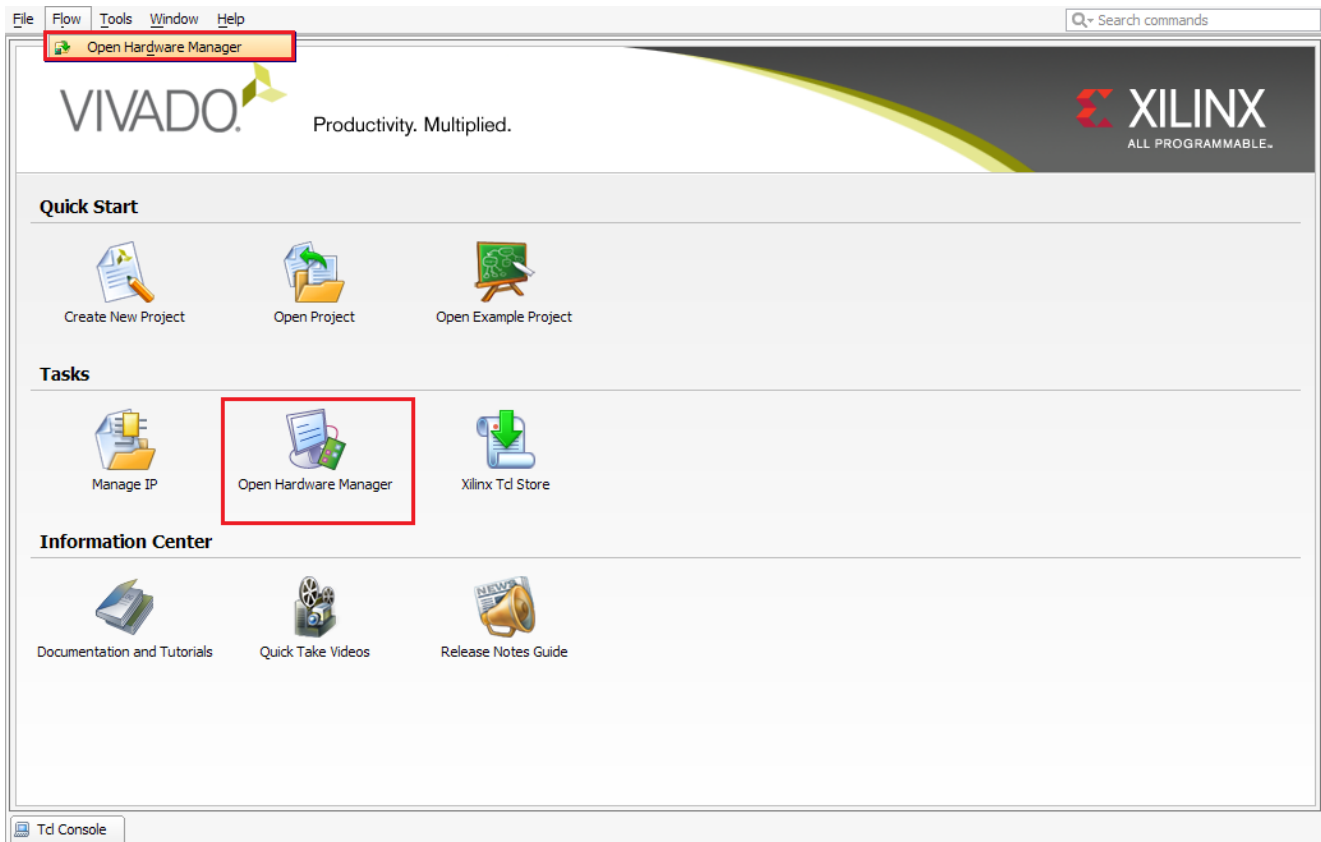 File Flow Tools Window Help Search commands
Open Hardware Manager
VIVADO. Productivity. Multiplied. XILINX
ALL PROGRAMMABLE™
Quick Start
Create New Project Open Project Open Example Project
Tasks
Manage IP Open Hardware Manager Xilinx Tcl Store
Information Center
NEWS
Documentation and Tutorials Quick Take Videos Release Notes Guide
Tcl Console